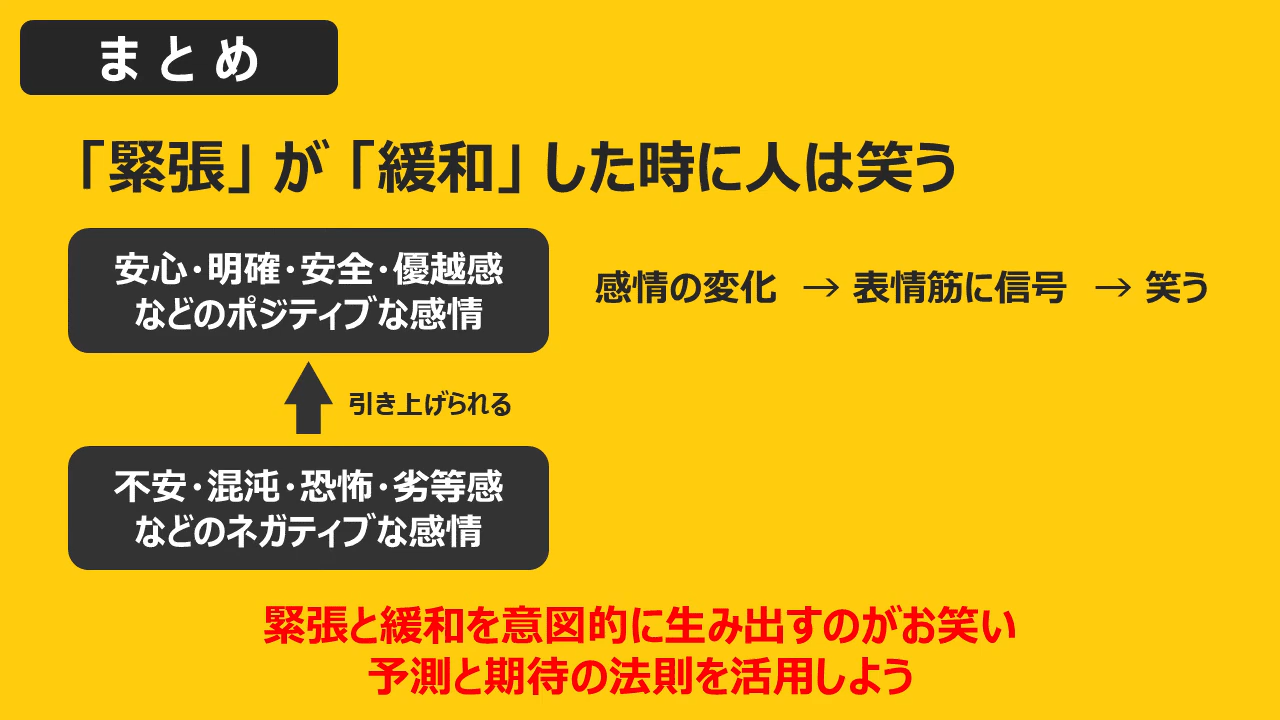 まとめ
「緊張」が「緩和」した時に人は笑う
安心・明確・安全・優越感
などのポジティブな感情
感情の変化 → 表情筋に信号 → 笑う
引き上げられる
不安・混沌・恐怖・劣等感
などのネガティブな感情
緊張と緩和を意図的に生み出すのがお笑い
予測と期待の法則を活用しよう